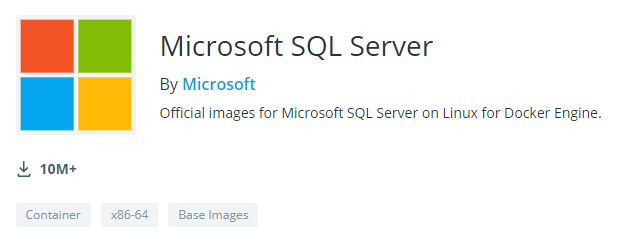 Microsoft SQL Server
By Microsoft
Official images for Microsoft SQL Server on Linux for Docker Engine.
10M+
Container x86-64 Base Images